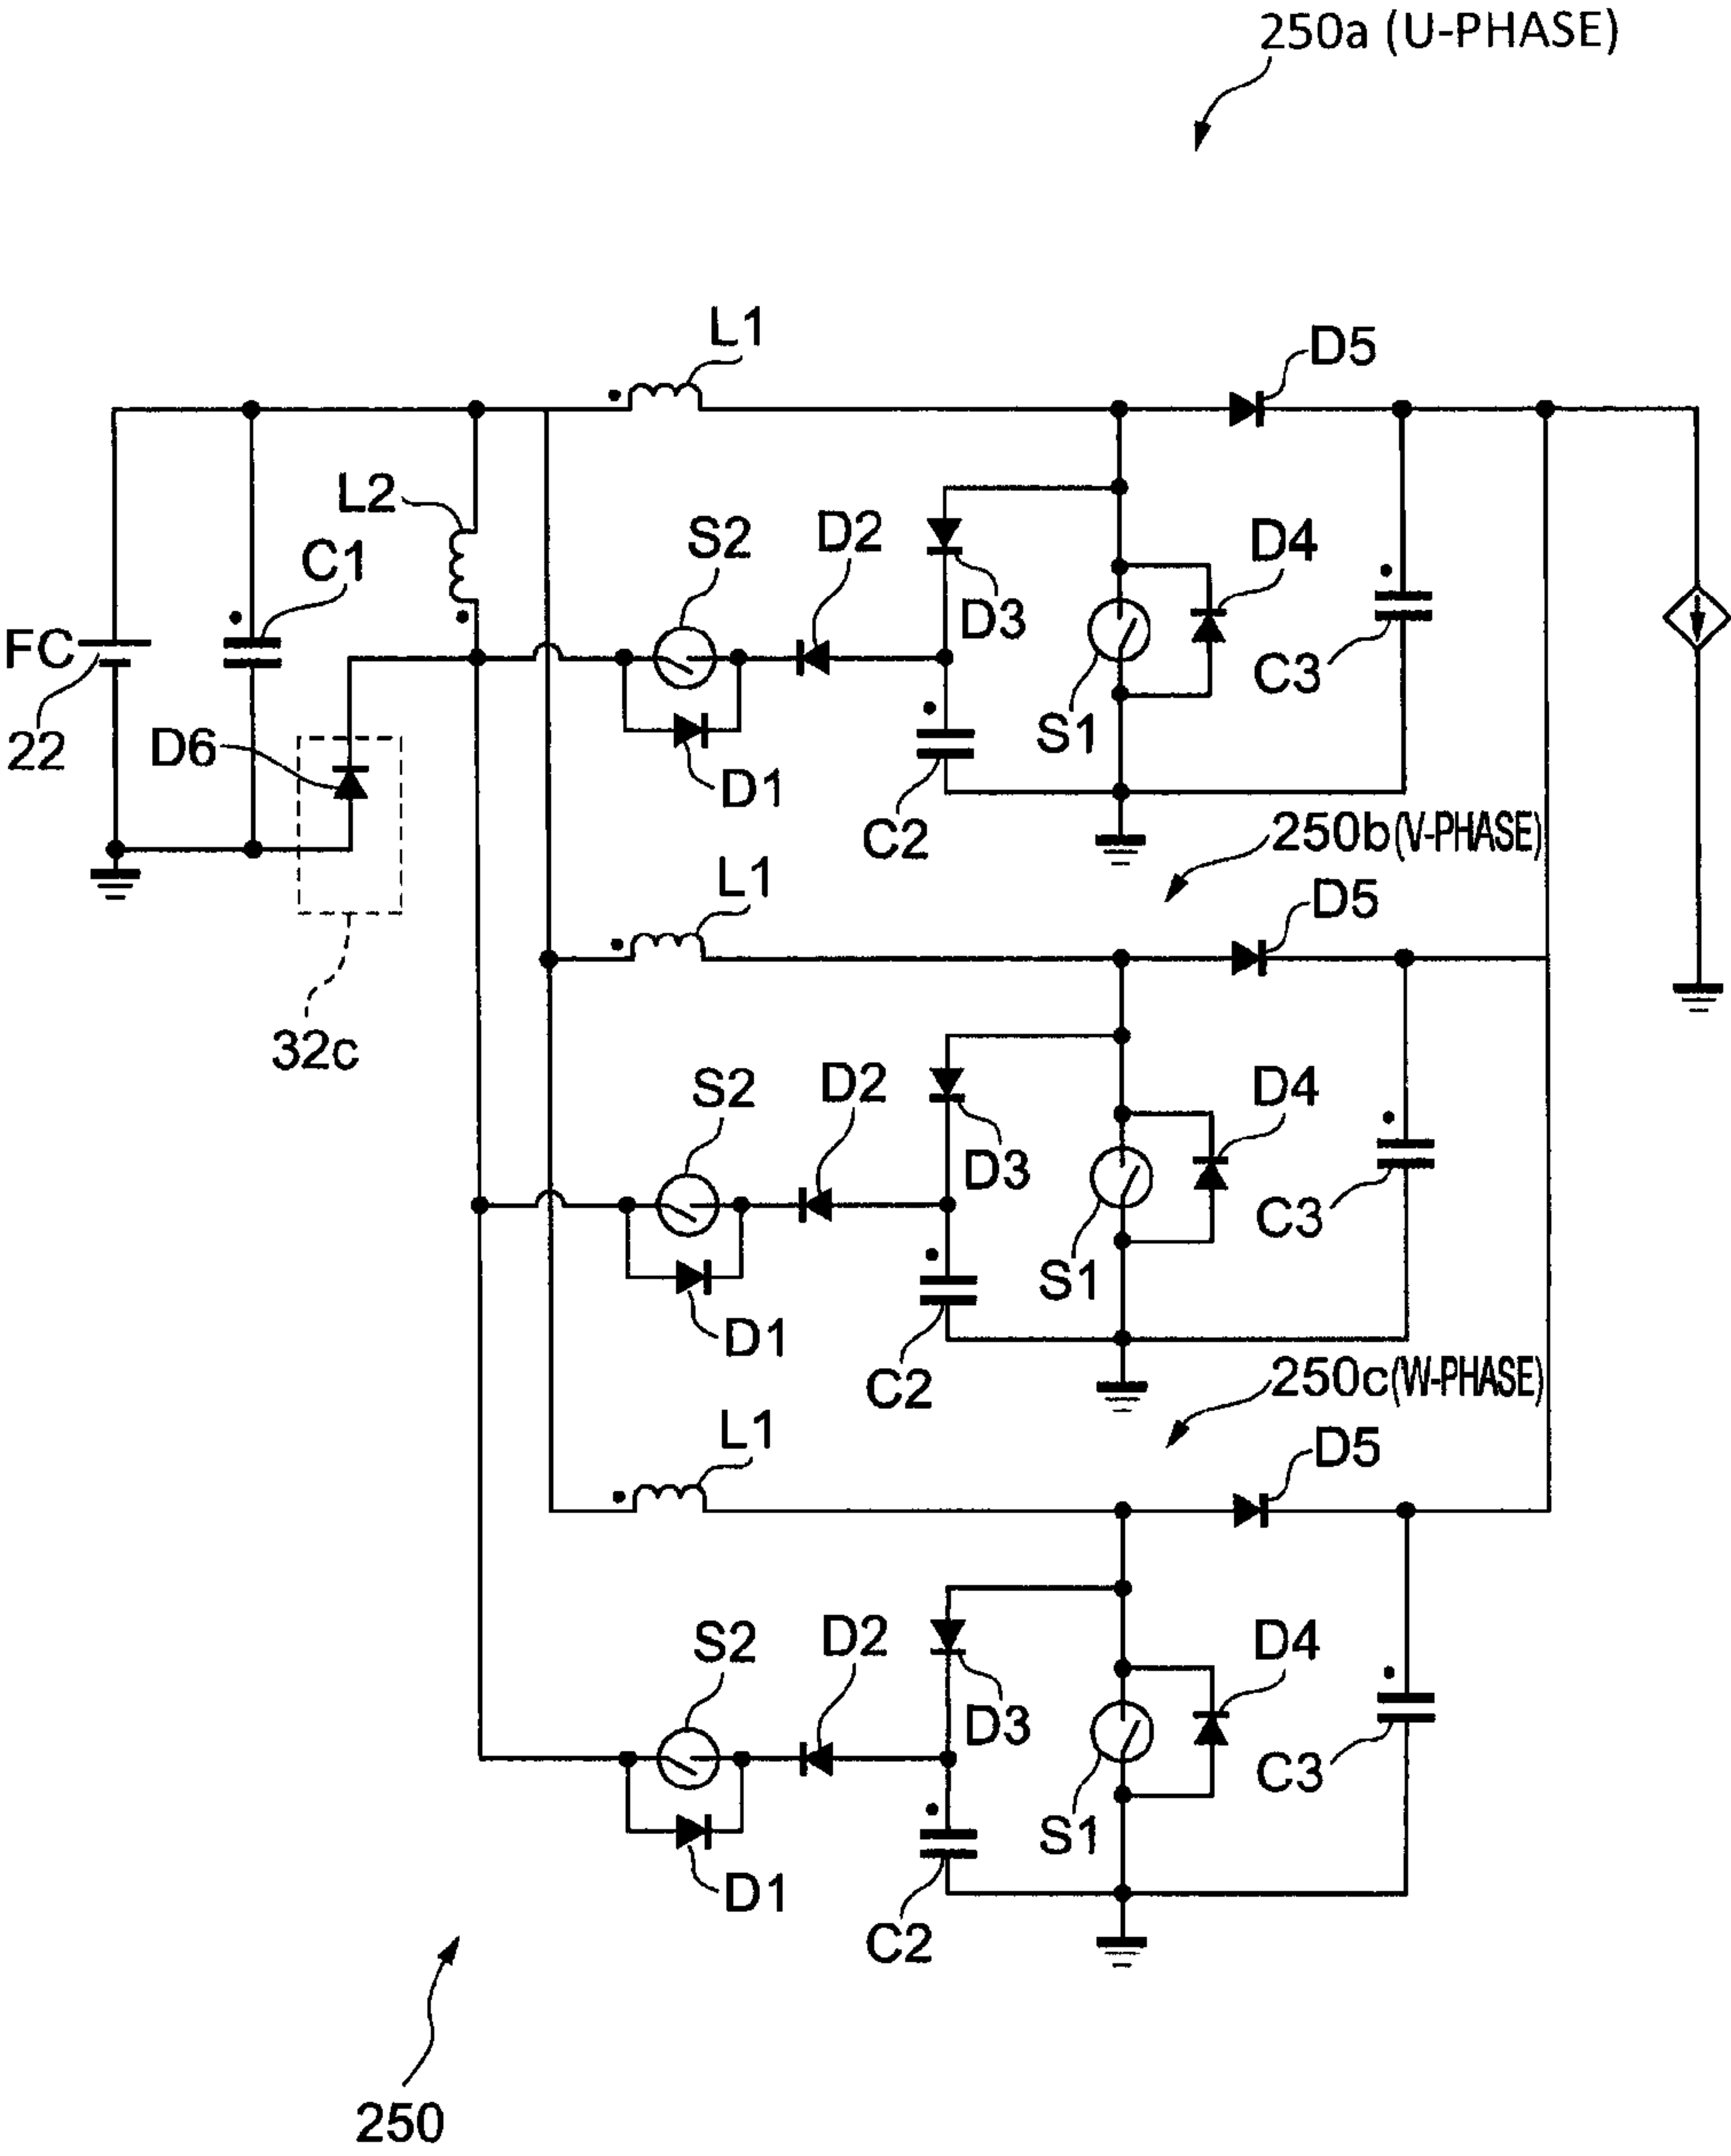 250a (U-PHASE)
L1
D5
L2
C1
S2
D2
D3
D4
FC
22
D6
D1
C2
S1
C3
250b (V-PHASE)
L1
D5
32c
S2
D2
D3
D4
S1
C3
D1
C2
250c (W-PHASE)
L1
D5
S2
D2
D3
D4
S1
C3
D1
C2
250